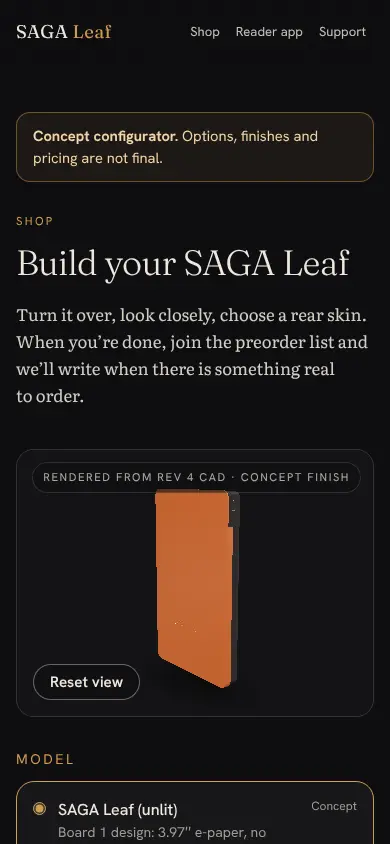 SAGA Leaf
Shop Reader app Support
Concept configurator. Options, finishes and
pricing are not final.
SHOP
Build your SAGA Leaf
Turn it over, look closely, choose a rear skin.
When you’re done, join the preorder list and
we’ll write when there is something real
to order.
RENDERED FROM REV 4 CAD · CONCEPT FINISH
Reset view
MODEL
SAGA Leaf (unlit) Concept
Board 1 design: 3.97″ e-paper, no